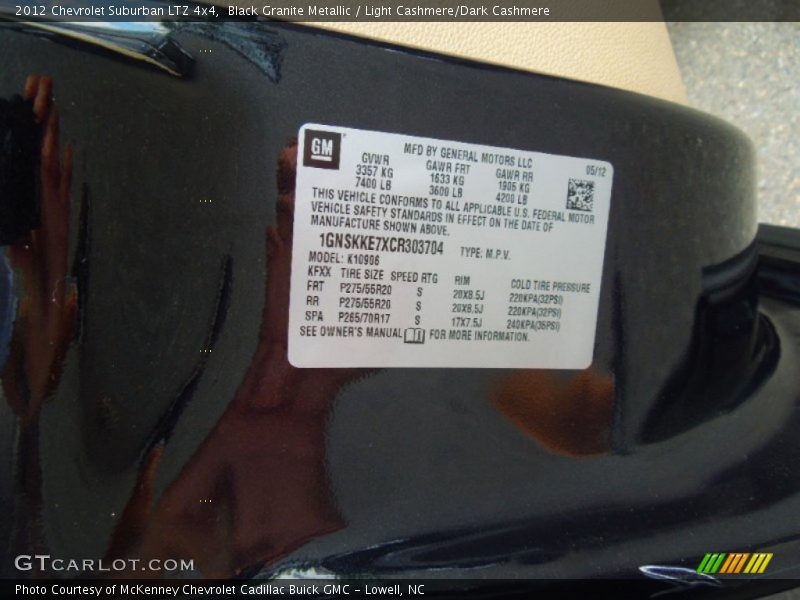 2012 Chevrolet Suburban LTZ 4x4, Black Granite Metallic / Light Cashmere/Dark Cashmere
GM
MFD BY GENERAL MOTORS LLC
GVWR GAWR FRT GAWR RR 05/12
3357 KG 1633 KG 1905 KG
7400 LB 3600 LB 4200 LB
THIS VEHICLE CONFORMS TO ALL APPLICABLE U.S. FEDERAL MOTOR
VEHICLE SAFETY STANDARDS IN EFFECT ON THE DATE OF
MANUFACTURE SHOWN ABOVE.
1GNSKKE7XCR303704 TYPE: M.P.V.
MODEL: K10906
KFXX TIRE SIZE SPEED RTG RIM COLD TIRE PRESSURE
FRT P275/55R20 S 20X8.5J 220KPA(32PSI)
RR P275/55R20 S 20X8.5J 220KPA(32PSI)
SPA P265/70R17 S 17X7.5J 240KPA(35PSI)
SEE OWNER'S MANUAL FOR MORE INFORMATION.
GTCARLOT.COM
Photo Courtesy of McKenney Chevrolet Cadillac Buick GMC - Lowell, NC